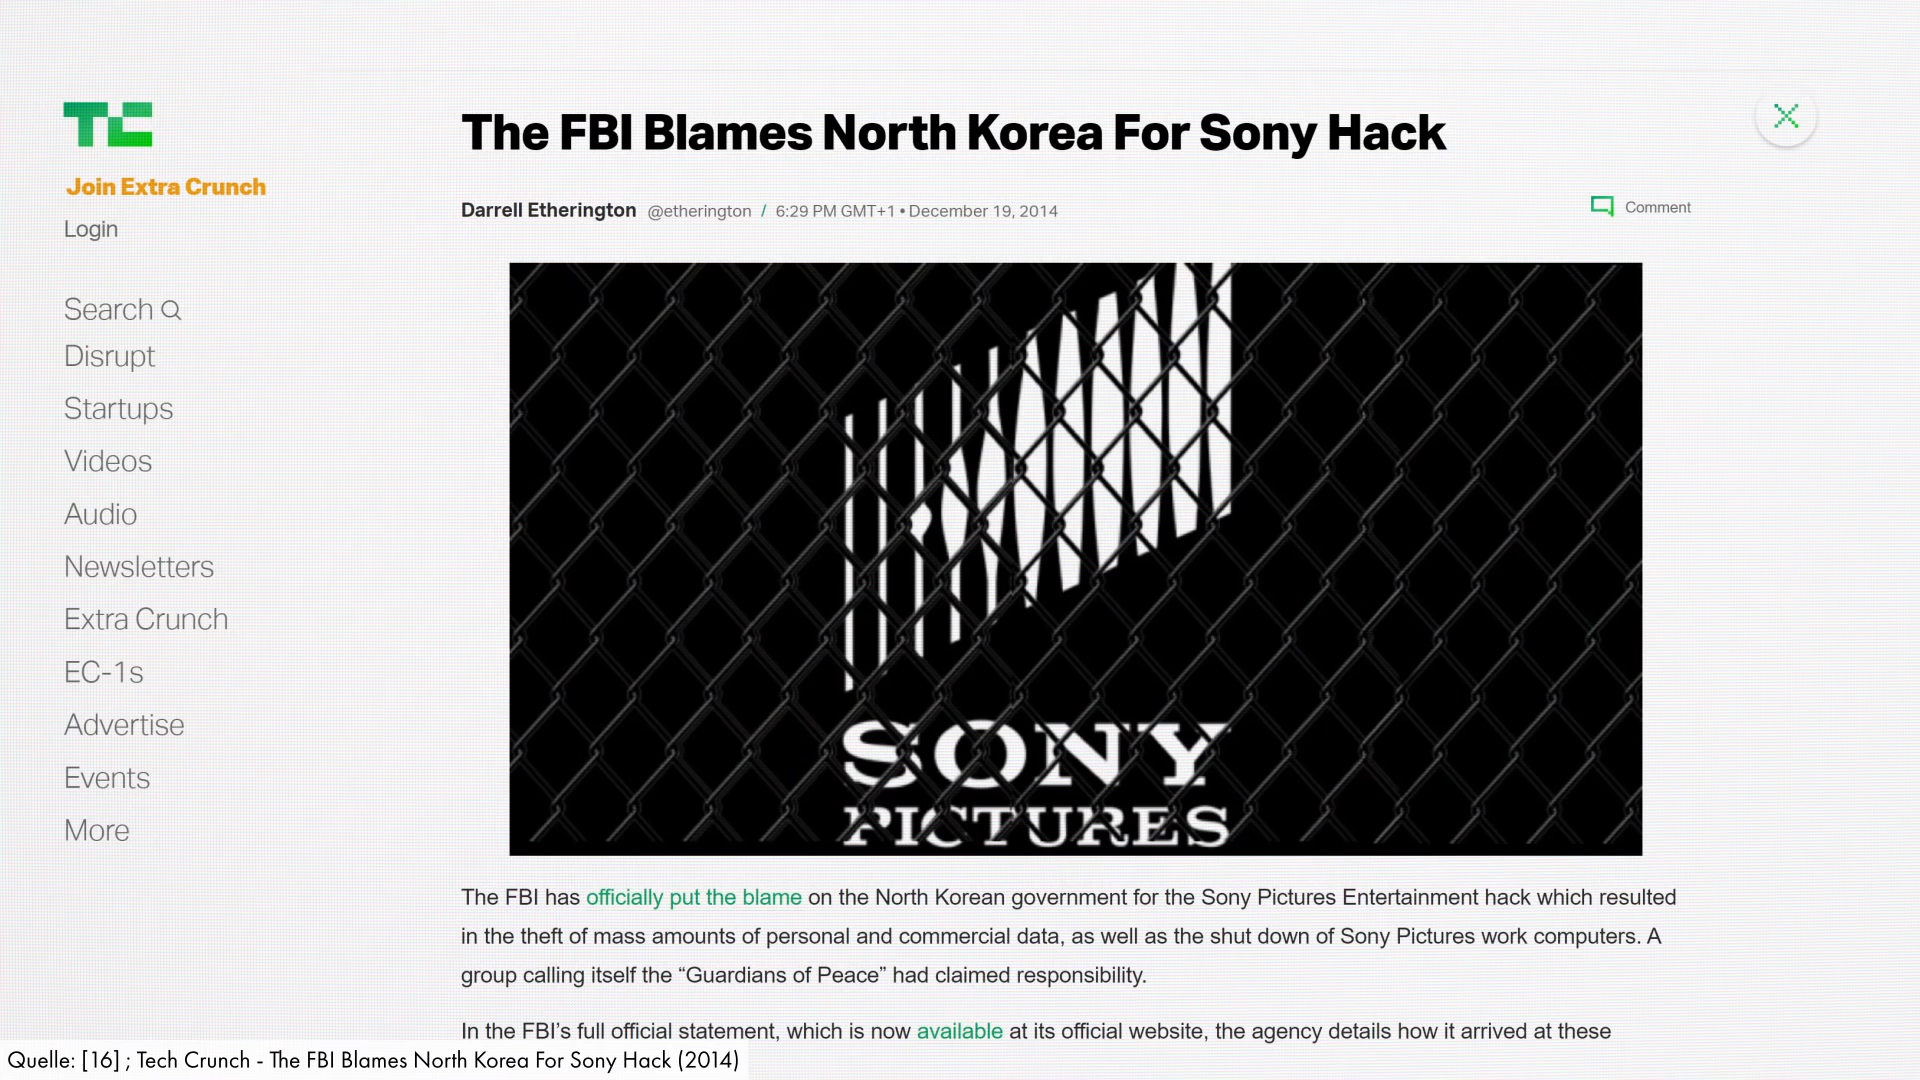 TC
Join Extra Crunch
Login
Search
Disrupt
Startups
Videos
Audio
Newsletters
Extra Crunch
EC-1s
Advertise
Events
More
The FBI Blames North Korea For Sony Hack
Darrell Etherington @etherington / 6:29 PM GMT+1 • December 19, 2014
Comment
SONY
PICTURES
The FBI has officially put the blame on the North Korean government for the Sony Pictures Entertainment hack which resulted
in the theft of mass amounts of personal and commercial data, as well as the shut down of Sony Pictures work computers. A
group calling itself the “Guardians of Peace” had claimed responsibility.
In the FBI’s full official statement, which is now available at its official website, the agency details how it arrived at these
Quelle: [16] ; Tech Crunch - The FBI Blames North Korea For Sony Hack (2014)